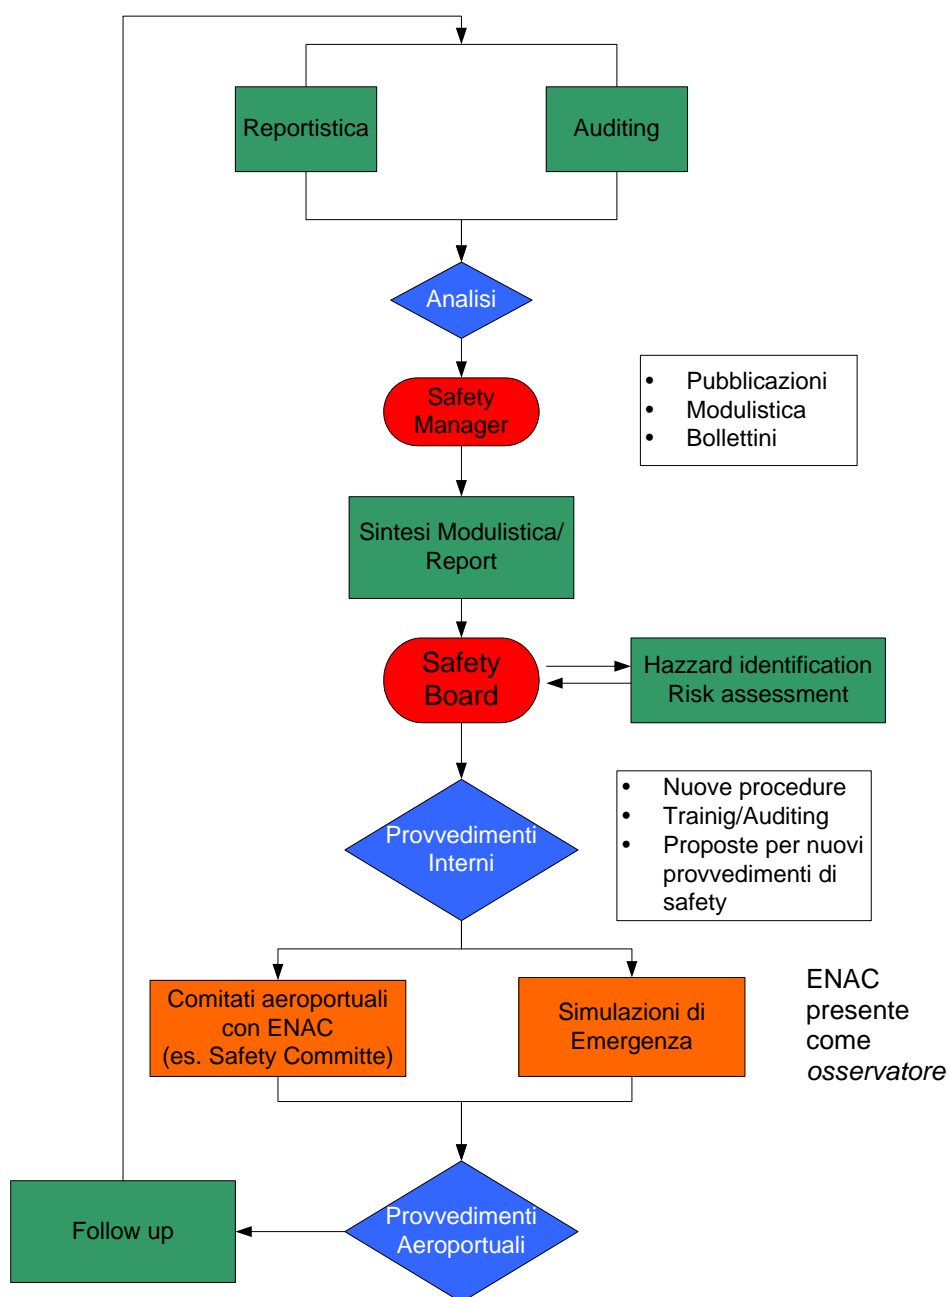 Reportistica
Auditing
Analisi
Safety
Manager
• Pubblicazioni
• Modulistica
• Bollettini
Sintesi Modulistica/
Report
Safety
Board
Hazzard identification
Risk assessment
Provvedimenti
Interni
• Nuove procedure
• Trainig/Auditing
• Proposte per nuovi
provvedimenti di
safety
Comitati aeroportuali
con ENAC
(es. Safety Committe)
Simulazioni di
Emergenza
ENAC
presente
come
osservatore
Follow up
Provvedimenti
Aeroportuali